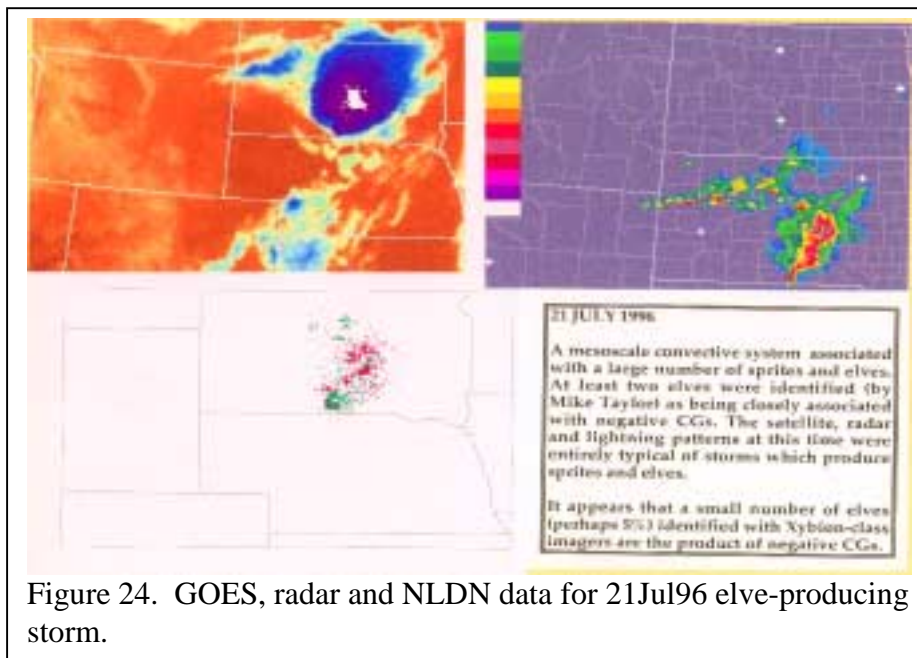 21 JULY 1996
A mesoscale convective system associated
with a large number of sprites and elves.
At least two elves were identified (by
Mike Taylor) as being closely associated
with negative CGs. The satellite, radar
and lightning patterns at this time were
entirely typical of storms which produce
sprites and elves.
It appears that a small number of elves
(perhaps 5%) identified with Xybion-class
imagers are the product of negative CGs.
Figure 24.  GOES, radar and NLDN data for 21Jul96 elve-producing
storm.